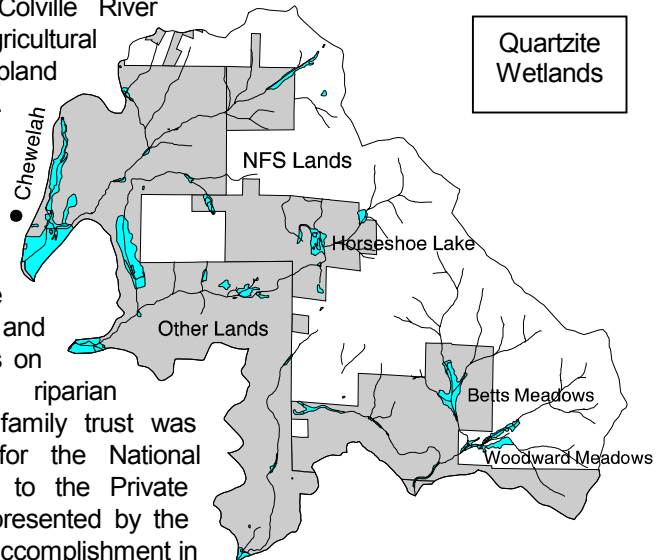 Colville River
gricultural
pland
Quartzite
Wetlands
Chewelah
NFS Lands
Horseshoe Lake
and
Other Lands
s on
riparian
Betts Meadows
family trust was
for the National
Woodward Meadows
to the Private
presented by the
accomplishment in